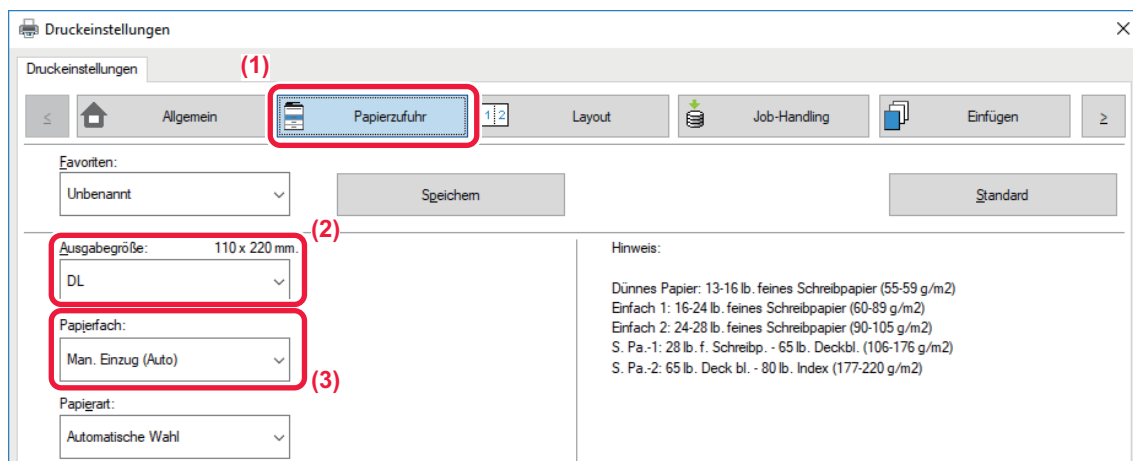 Druckeinstellungen
Druckeinstellungen
(1)
< Allgemein Papierzufuhr 1 2 Layout Job-Handling Einfügen >
Favoriten:
Unbenannt
Speichern
Standard
(2)
Ausgabegröße: 110 x 220 mm.
DL
Papierfach:
Man. Einzug (Auto)
(3)
Papierart:
Automatische Wahl
Hinweis:
Dünnes Papier: 13-16 lb. feines Schreibpapier (55-59 g/m2)
Einfach 1: 16-24 lb. feines Schreibpapier (60-89 g/m2)
Einfach 2: 24-28 lb. feines Schreibpapier (90-105 g/m2)
S. Pa.-1: 28 lb. f. Schreibp. - 65 lb. Deckbl. (106-176 g/m2)
S. Pa.-2: 65 lb. Deck bl. - 80 lb. Index (177-220 g/m2)